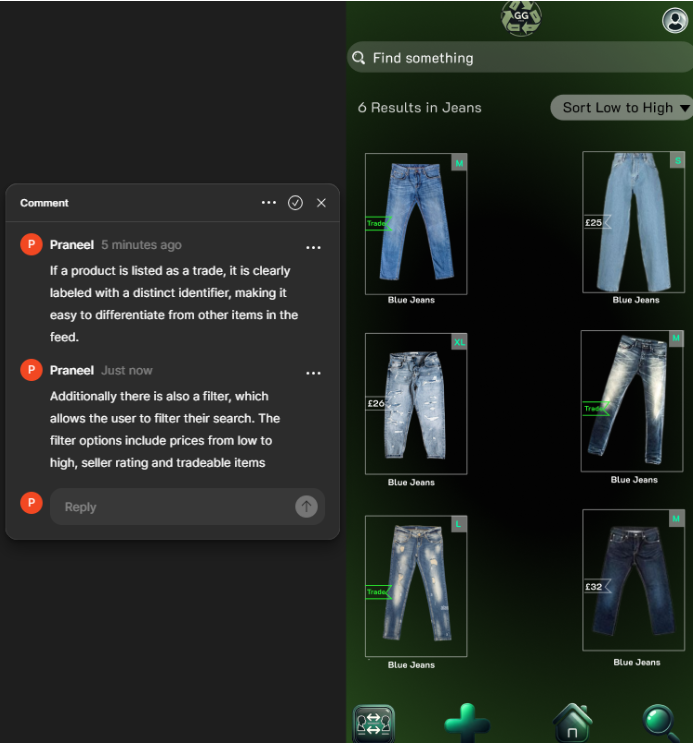 Comment
P
Praneel 5 minutes ago
If a product is listed as a trade, it is clearly
labeled with a distinct identifier, making it
easy to differentiate from other items in the
feed.
P
Praneel Just now
Additionally there is also a filter, which
allows the user to filter their search. The
filter options include prices from low to
high, seller rating and tradeable items
P
Reply
GG
Find something
6 Results in Jeans
Sort Low to High
M
Trade
Blue Jeans
S
£25
Blue Jeans
XL
£26
Blue Jeans
M
Trade
Blue Jeans
L
Trade
Blue Jeans
M
£32
Blue Jeans